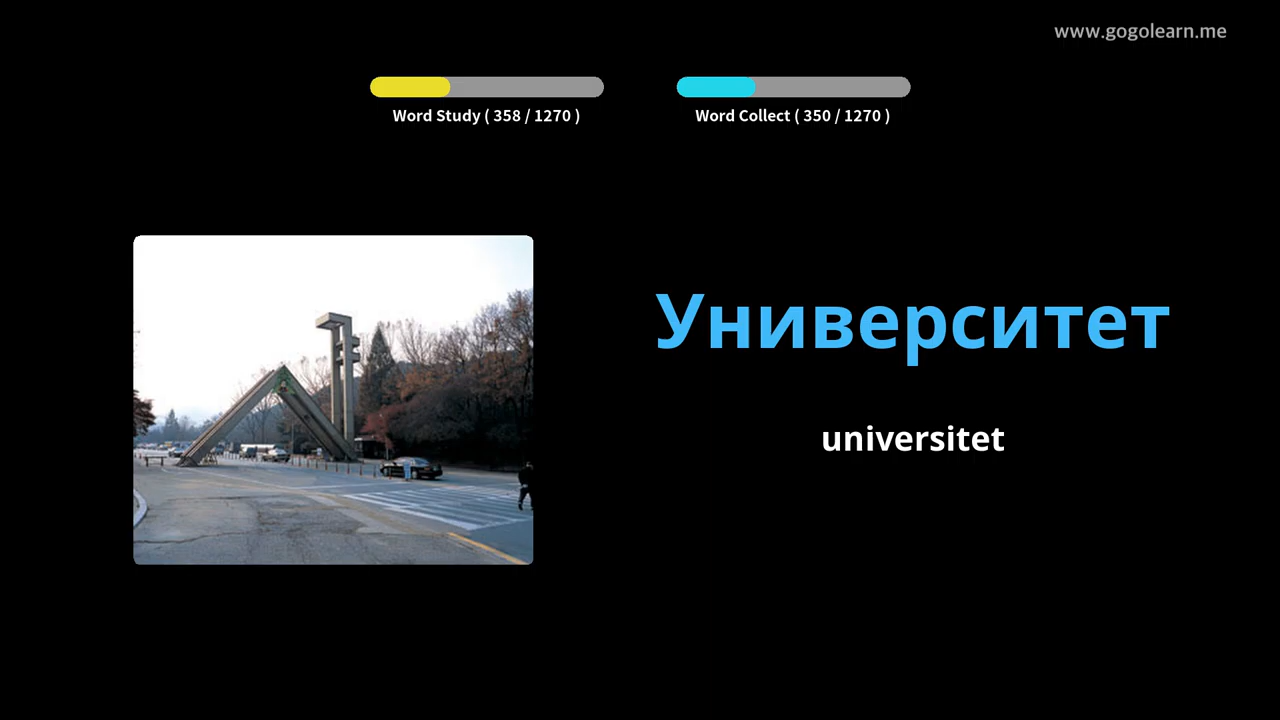 www.gogolearn.me
Word Study ( 358 / 1270 )
Word Collect ( 350 / 1270 )
Университет
universitet